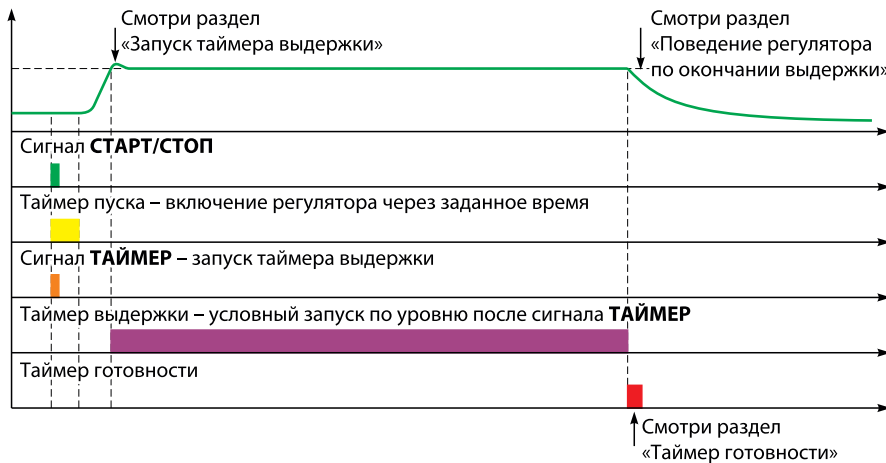 Смотри раздел
«Запуск таймера выдержки»
Смотри раздел
«Поведение регулятора
по окончании выдержки»
Сигнал СТАРТ/СТОП
Таймер пуска – включение регулятора через заданное время
Сигнал ТАЙМЕР – запуск таймера выдержки
Таймер выдержки – условный запуск по уровню после сигнала ТАЙМЕР
Таймер готовности
Смотри раздел
«Таймер готовности»